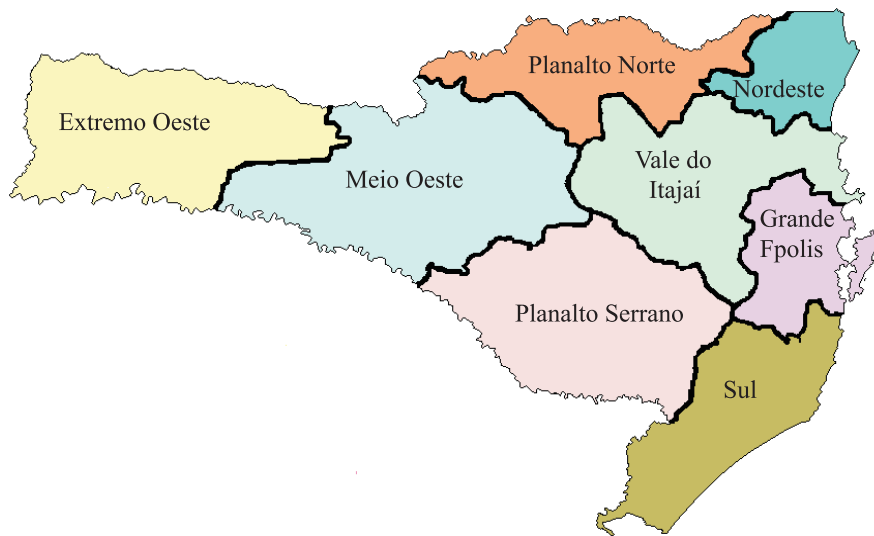 Planalto Norte
Nordeste
Extremo Oeste
Meio Oeste
Vale do
Itajaí
Grande
Fpolis
Planalto Serrano
Sul